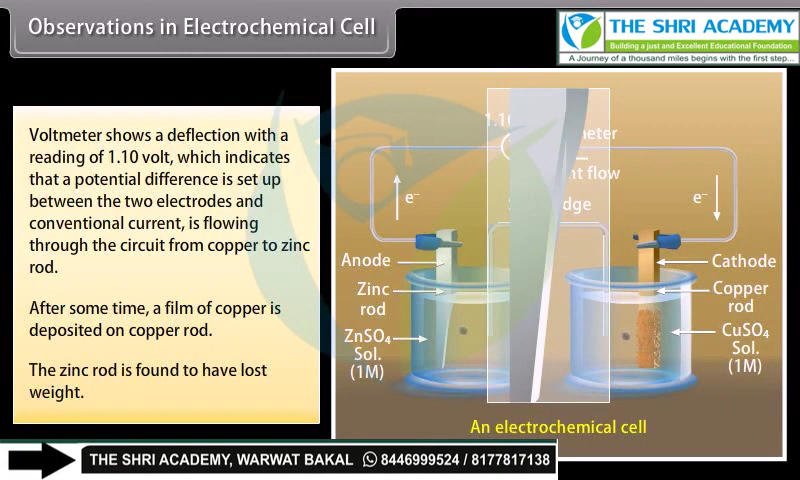 Observations in Electrochemical Cell
THE SHRI ACADEMY
Building a just and Excellent Educational Foundation
A Journey of a thousand miles begins with the first step...
Voltmeter shows a deflection with a
reading of 1.10 volt, which indicates
that a potential difference is set up
between the two electrodes and
conventional current, is flowing
through the circuit from copper to zinc
rod.
After some time, a film of copper is
deposited on copper rod.
The zinc rod is found to have lost
weight.
1.10
meter
nt flow
S
dge
e⁻
e⁻
Anode
Cathode
Zinc
rod
Copper
rod
ZnSO₄
Sol.
(1M)
CuSO₄
Sol.
(1M)
An electrochemical cell
THE SHRI ACADEMY, WARWAT BAKAL 8446999524 / 8177817138